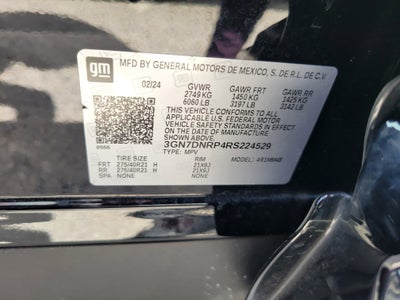 gm
MFD BY GENERAL MOTORS DE MEXICO, S. DE R.L. DE C.V.
02/24 GVWR GAWR FRT GAWR RR
2749 KG 1450 KG 1425 KG
6060 LB 3197 LB 3142 LB
THIS VEHICLE CONFORMS TO ALL
APPLICABLE U.S. FEDERAL MOTOR
VEHICLE SAFETY AND THEFT PREVENTION
STANDARDS IN EFFECT ON THE DATE OF
MANUFACTURE SHOWN ABOVE.
3GN7DNRP4RS224529
TYPE: MPV
TIRE SIZE RIM
FRT 275/40R21 H 21X9J
RR 275/40R21 H 21X9J
SPA NONE NONE